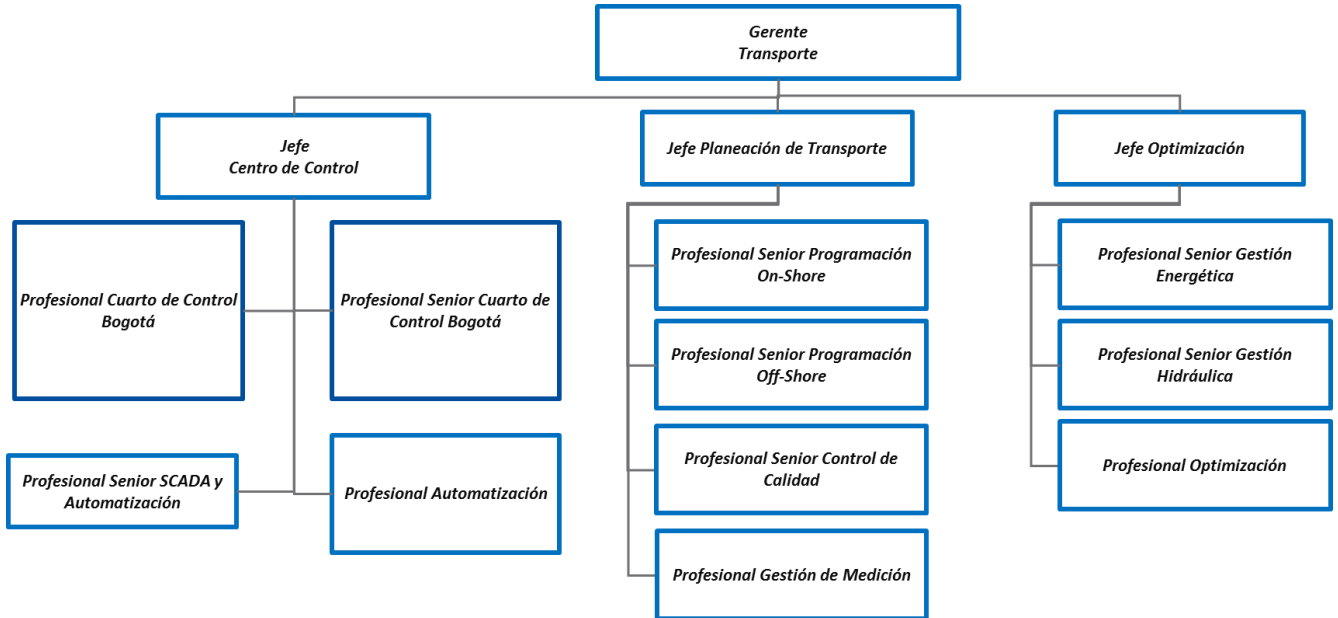 Gerente
Transporte
Jefe
Centro de Control
Jefe Planeación de Transporte
Jefe Optimización
Profesional Cuarto de Control
Bogotá
Profesional Senior Cuarto de
Control Bogotá
Profesional Senior SCADA y
Automatización
Profesional Automatización
Profesional Senior Programación
On-Shore
Profesional Senior Programación
Off-Shore
Profesional Senior Control de
Calidad
Profesional Gestión de Medición
Profesional Senior Gestión
Energética
Profesional Senior Gestión
Hidráulica
Profesional Optimización